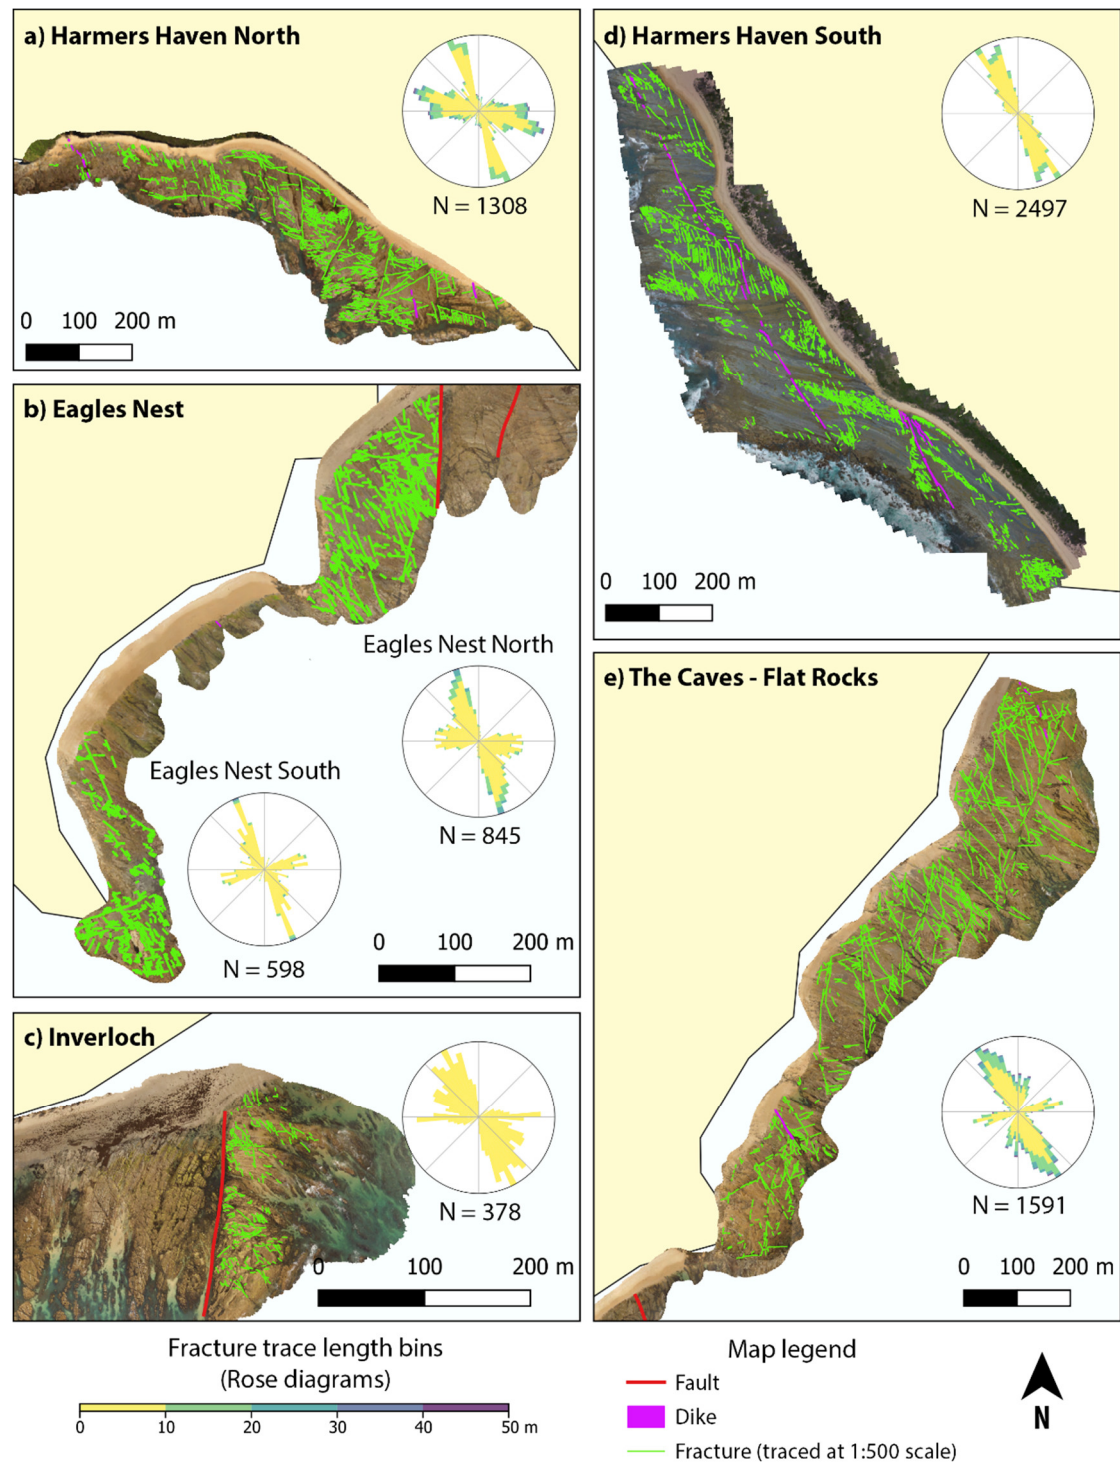 a) Harmers Haven North
N = 1308
0 100 200 m
b) Eagles Nest
Eagles Nest North
N = 845
Eagles Nest South
N = 598
0 100 200 m
c) Inverloch
N = 378
0 100 200 m
d) Harmers Haven South
N = 2497
0 100 200 m
e) The Caves - Flat Rocks
N = 1591
0 100 200 m
Fracture trace length bins
(Rose diagrams)
0 10 20 30 40 50 m
Map legend
Fault
Dike
Fracture (traced at 1:500 scale)
N